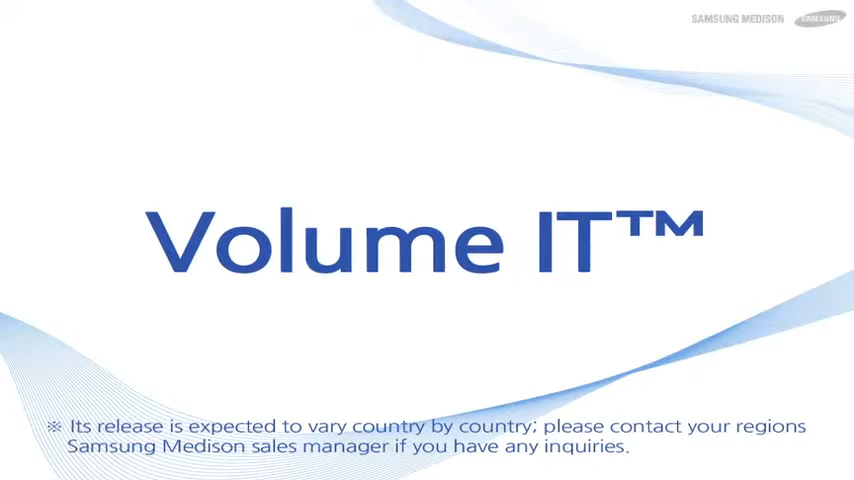 SAMSUNG MEDISON SAMSUNG
Volume IT™
※ Its release is expected to vary country by country; please contact your regions
Samsung Medison sales manager if you have any inquiries.